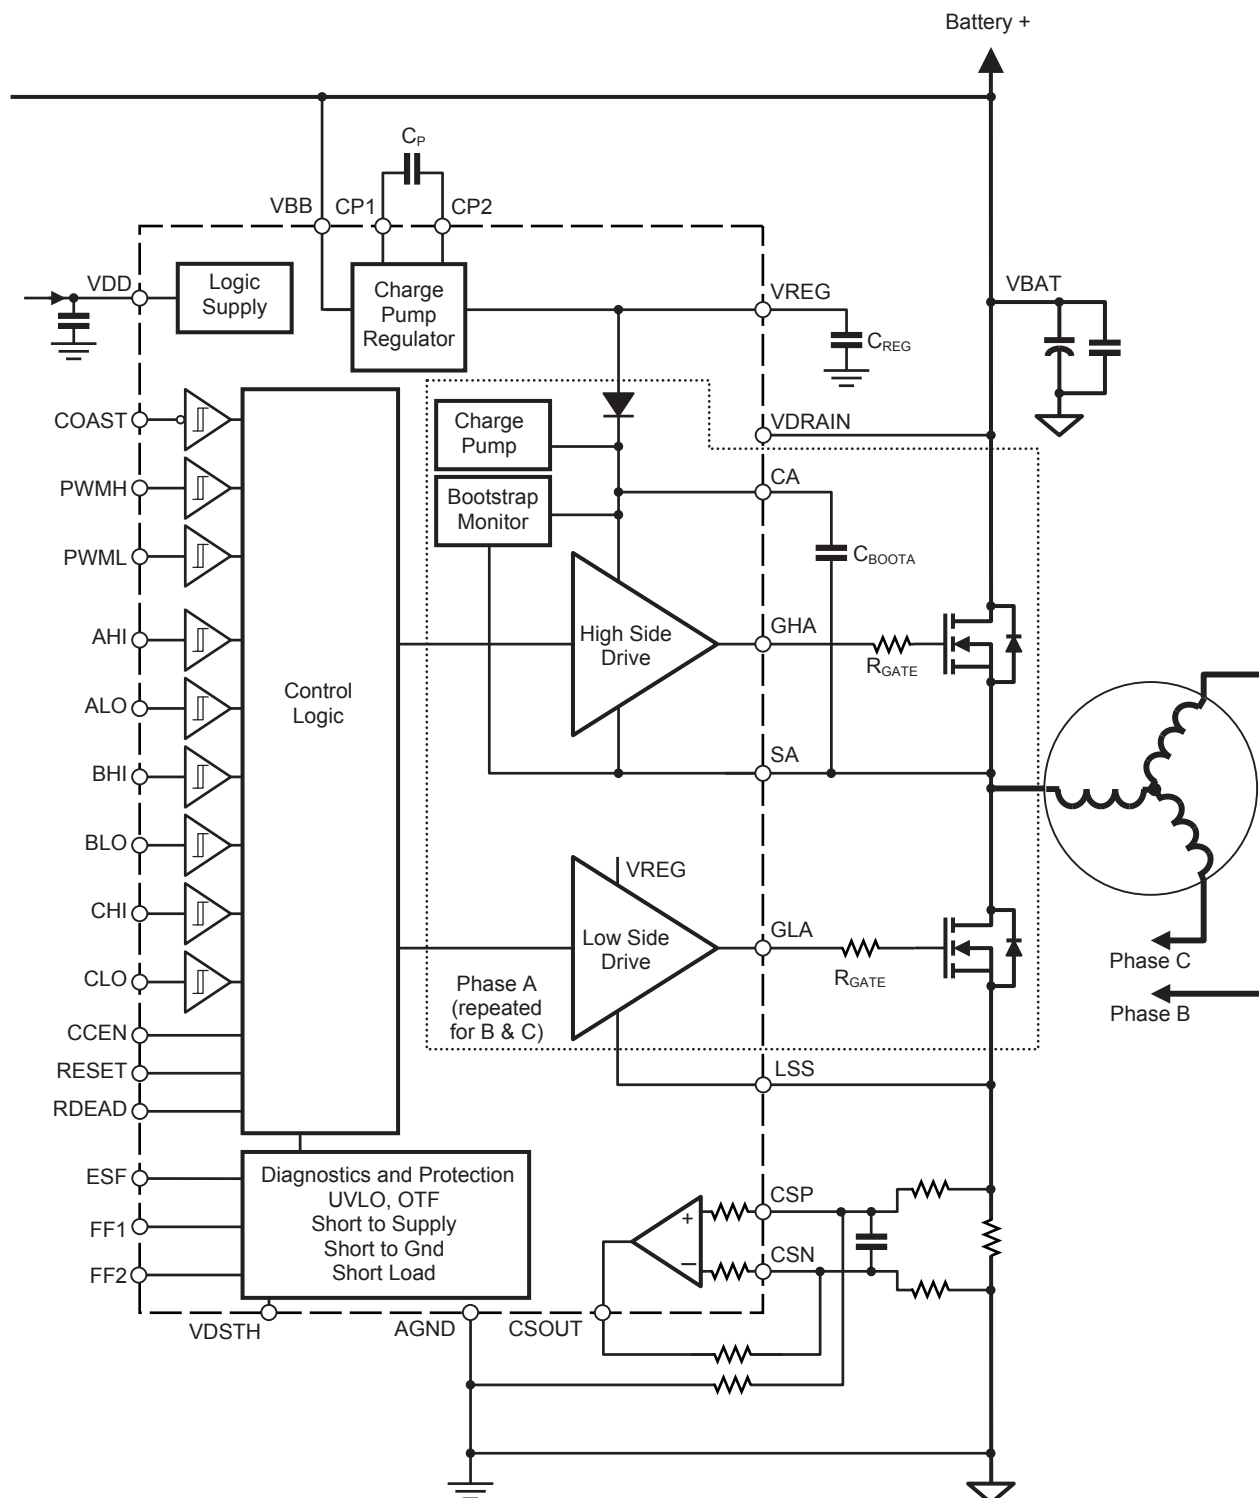 Battery +
CP
VBB
CP1
CP2
VDD
Logic
Supply
Charge
Pump
Regulator
VREG
CREG
VBAT
COAST
PWMH
PWML
AHI
ALO
BHI
BLO
CHI
CLO
CCEN
RESET
RDEAD
Control
Logic
Charge
Pump
Bootstrap
Monitor
VDRAIN
CA
CBOOTA
High Side
Drive
GHA
RGATE
SA
VREG
Low Side
Drive
GLA
RGATE
Phase A
(repeated
for B & C)
LSS
Phase C
Phase B
ESF
FF1
FF2
Diagnostics and Protection
UVLO, OTF
Short to Supply
Short to Gnd
Short Load
+
–
CSP
CSN
VDSTH
AGND
CSOUT